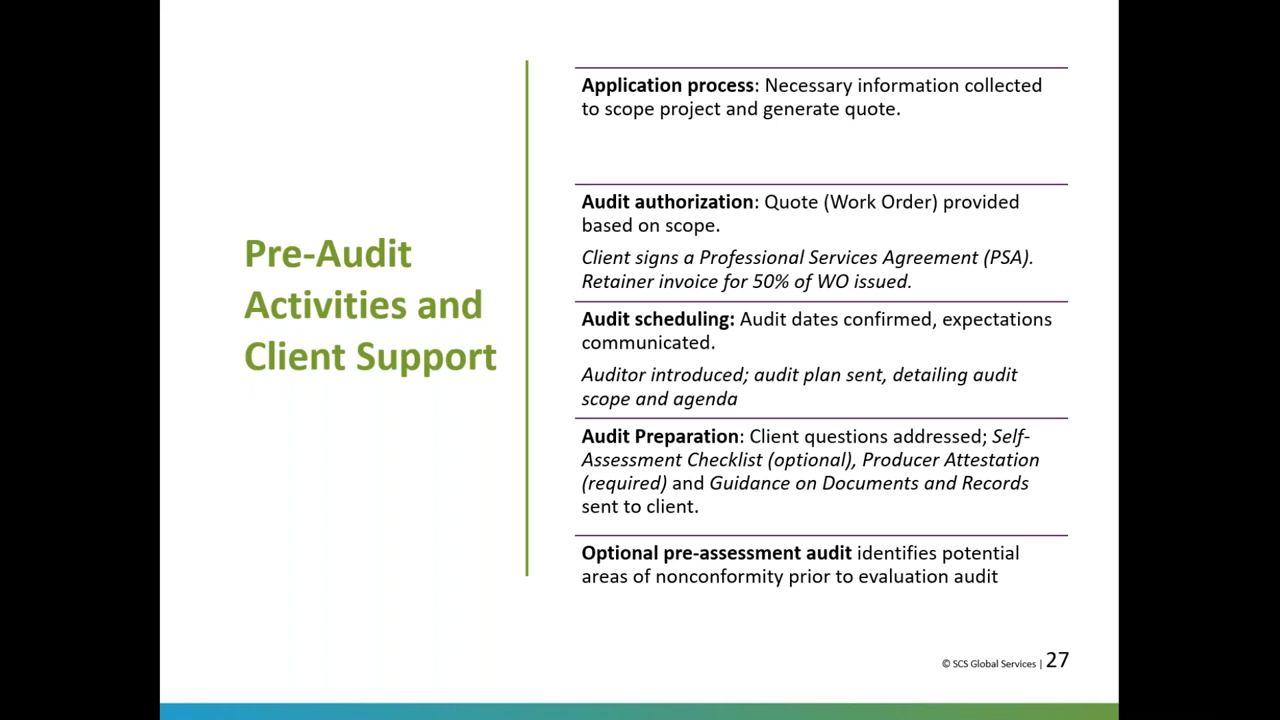 Pre-Audit
Activities and
Client Support
Application process: Necessary information collected
to scope project and generate quote.
Audit authorization: Quote (Work Order) provided
based on scope.
Client signs a Professional Services Agreement (PSA).
Retainer invoice for 50% of WO issued.
Audit scheduling: Audit dates confirmed, expectations
communicated.
Auditor introduced; audit plan sent, detailing audit
scope and agenda
Audit Preparation: Client questions addressed; Self-
Assessment Checklist (optional), Producer Attestation
(required) and Guidance on Documents and Records
sent to client.
Optional pre-assessment audit identifies potential
areas of nonconformity prior to evaluation audit
© SCS Global Services | 27